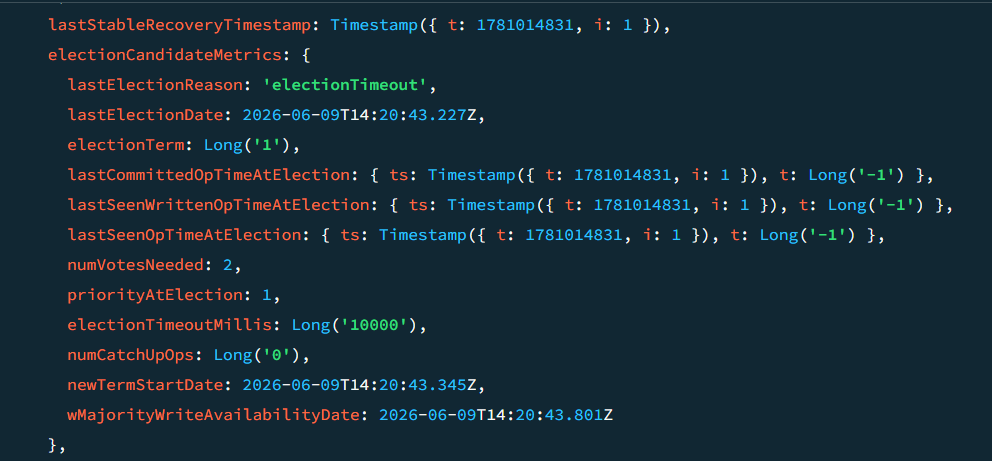 lastStableRecoveryTimestamp: Timestamp({ t: 1781014831, i: 1 }),
electionCandidateMetrics: {
lastElectionReason: 'electionTimeout',
lastElectionDate: 2026-06-09T14:20:43.227Z,
electionTerm: Long('1'),
lastCommittedOpTimeAtElection: { ts: Timestamp({ t: 1781014831, i: 1 }), t: Long('-1') },
lastSeenWrittenOpTimeAtElection: { ts: Timestamp({ t: 1781014831, i: 1 }), t: Long('-1') },
lastSeenOpTimeAtElection: { ts: Timestamp({ t: 1781014831, i: 1 }), t: Long('-1') },
numVotesNeeded: 2,
priorityAtElection: 1,
electionTimeoutMillis: Long('10000'),
numCatchUpOps: Long('0'),
newTermStartDate: 2026-06-09T14:20:43.345Z,
wMajorityWriteAvailabilityDate: 2026-06-09T14:20:43.801Z
},